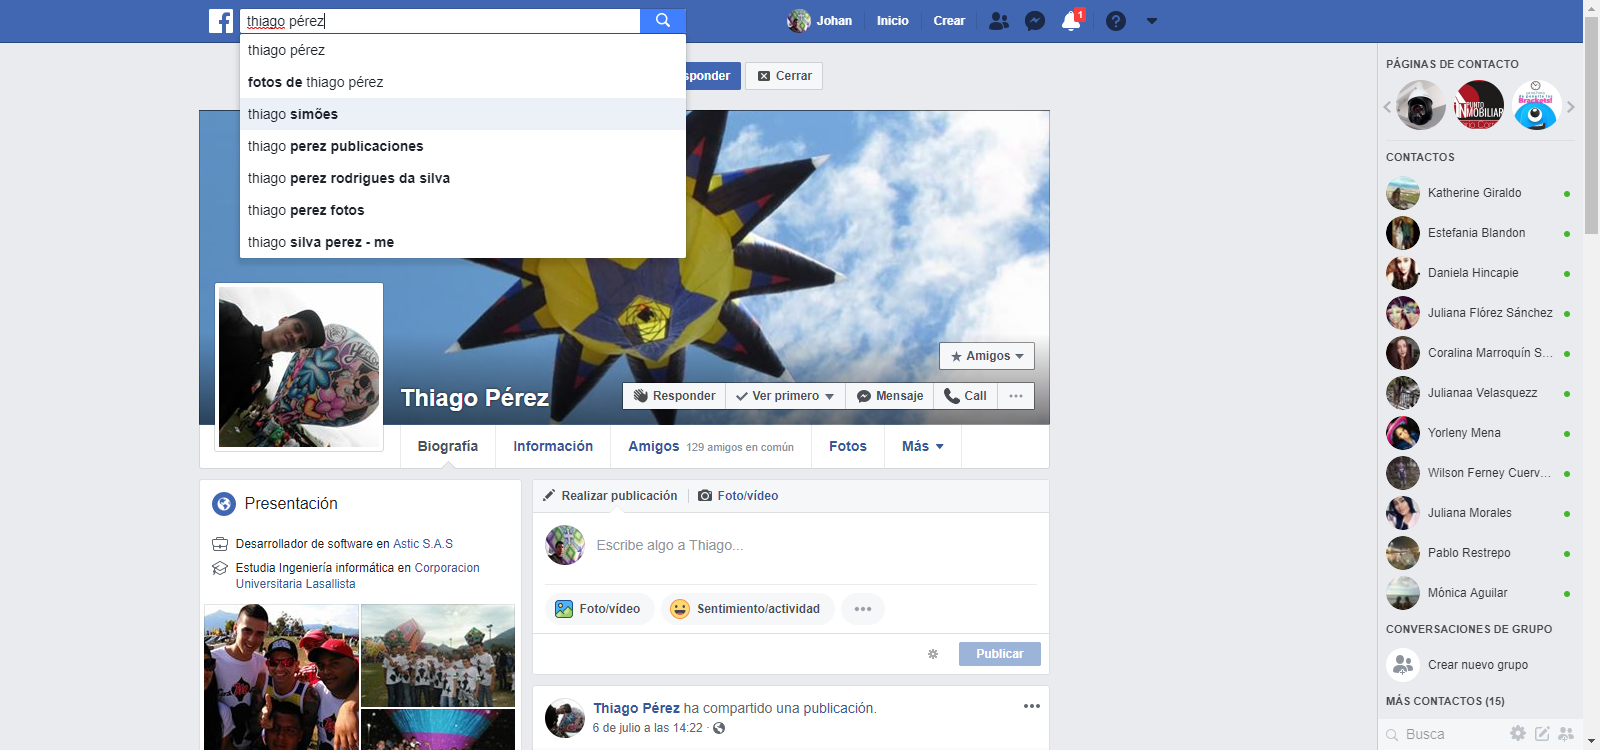 thiago pérez
Johan
Inicio
Crear
1
thiago pérez
fotos de thiago pérez
thiago simões
thiago perez publicaciones
thiago perez rodrigues da silva
thiago perez fotos
thiago silva perez - me
sponder
Cerrar
Amigos
Thiago Pérez
Responder
Ver primero
Mensaje
Call
Biografía
Información
Amigos 129 amigos en común
Fotos
Más
Presentación
Desarrollador de software en Astic S.A.S
Estudia Ingeniería informática en Corporacion
Universitaria Lasallista
Realizar publicación
Foto/vídeo
Escribe algo a Thiago...
Foto/vídeo
Sentimiento/actividad
Publicar
Thiago Pérez ha compartido una publicación.
6 de julio a las 14:22 ·
PÁGINAS DE CONTACTO
PUNTO
INMOBILIAR
Brackets!
CONTACTOS
Katherine Giraldo
Estefania Blandon
Daniela Hincapie
Juliana Flórez Sánchez
Coralina Marroquín S...
Julianaa Velasquezz
Yorleny Mena
Wilson Ferney Cuerv...
Juliana Morales
Pablo Restrepo
Mónica Aguilar
CONVERSACIONES DE GRUPO
Crear nuevo grupo
MÁS CONTACTOS (15)
Busca